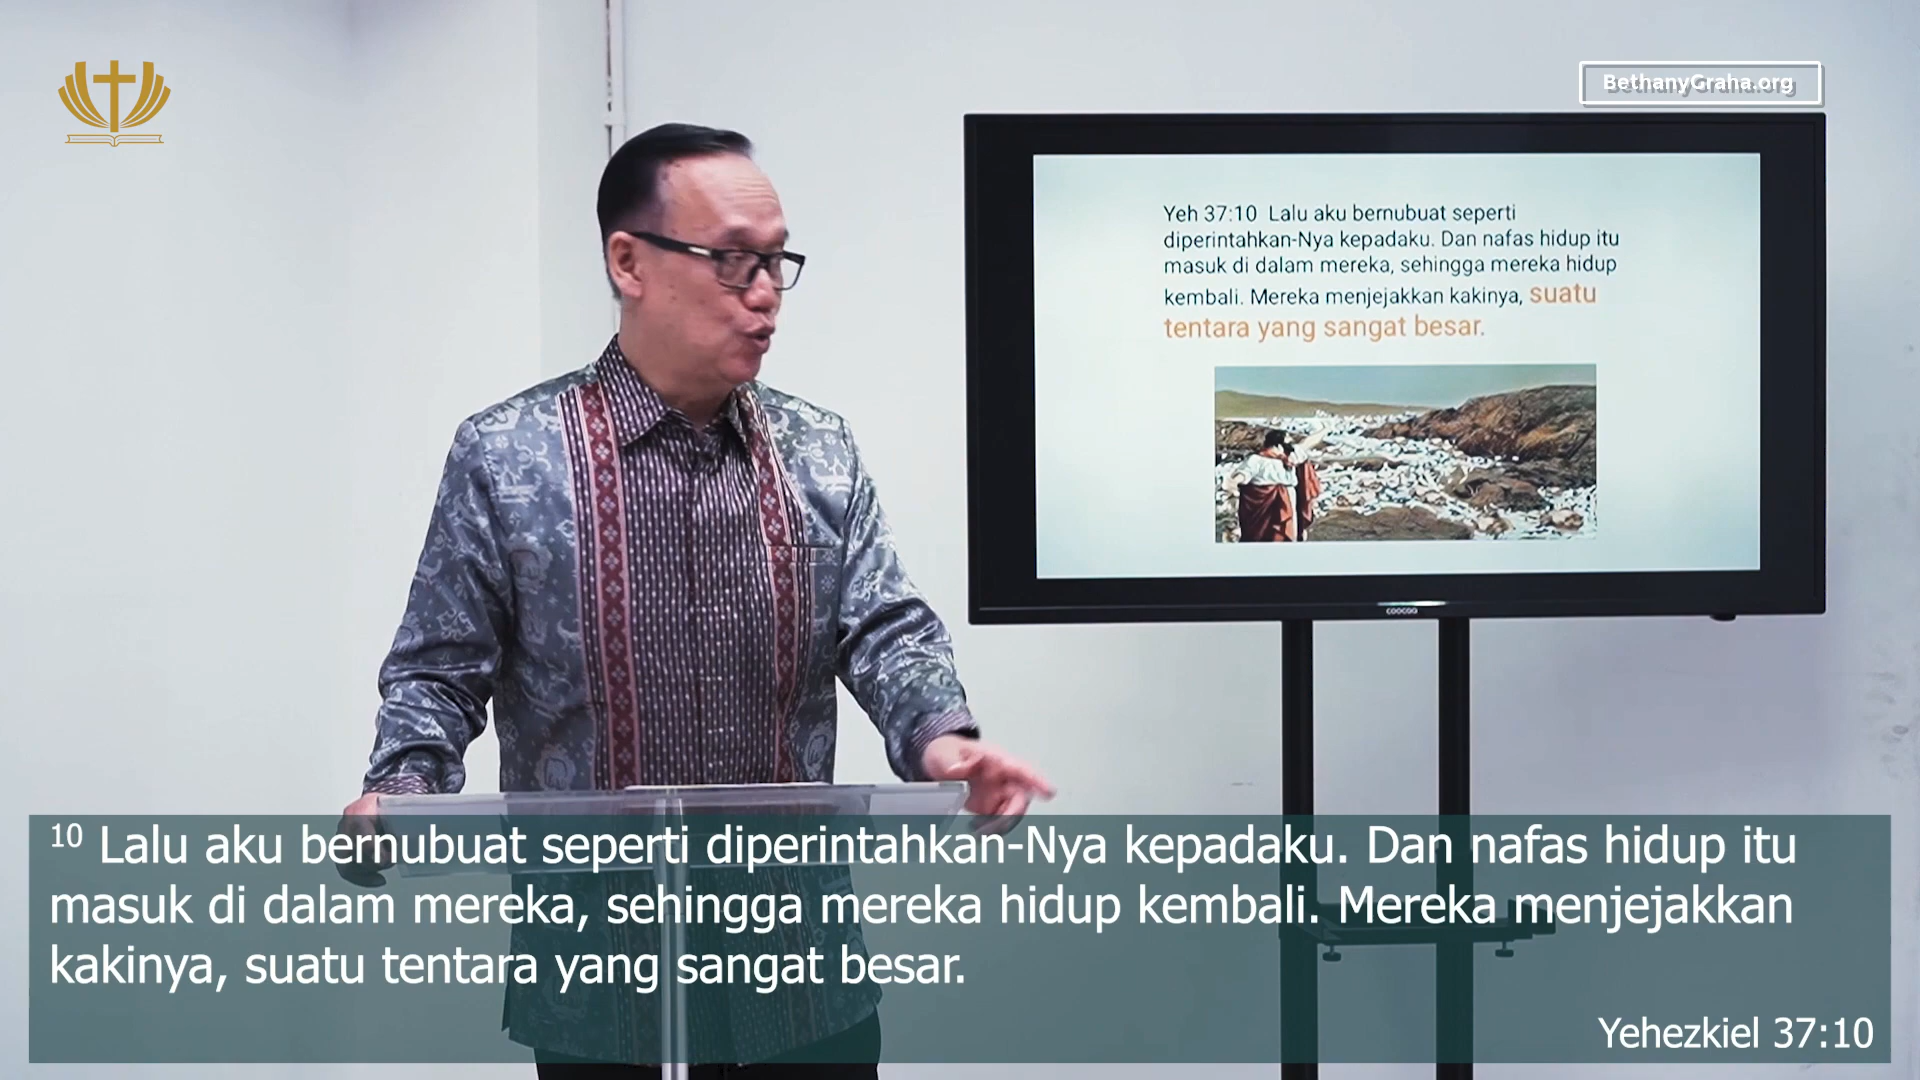 BethanyGraha.org
Yeh 37:10 Lalu aku bernubuat seperti
diperintahkan-Nya kepadaku. Dan nafas hidup itu
masuk di dalam mereka, sehingga mereka hidup
kembali. Mereka menjejakkan kakinya, suatu
tentara yang sangat besar.
coocaa
10 Lalu aku bernubuat seperti diperintahkan-Nya kepadaku. Dan nafas hidup itu
masuk di dalam mereka, sehingga mereka hidup kembali. Mereka menjejakkan
kakinya, suatu tentara yang sangat besar.
Yehezkiel 37:10